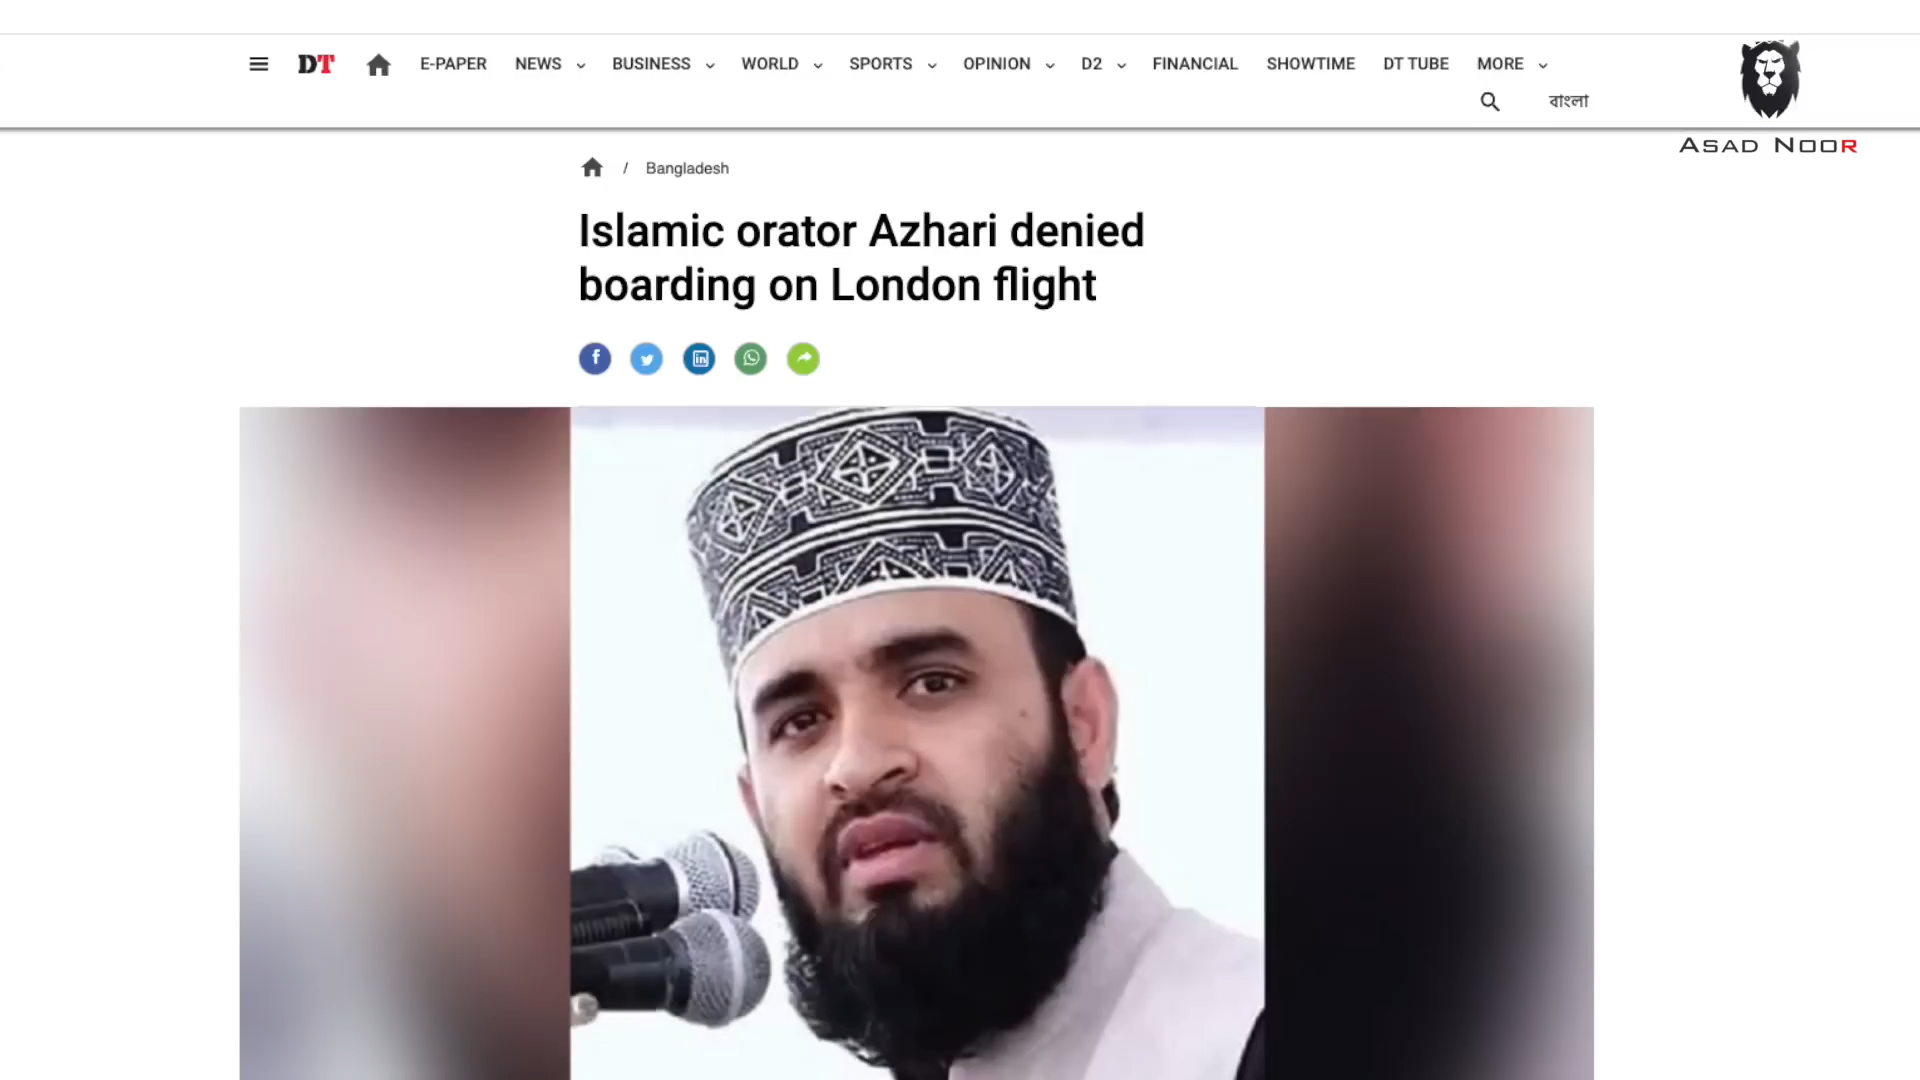 DT E-PAPER NEWS BUSINESS WORLD SPORTS OPINION D2 FINANCIAL SHOWTIME DT TUBE MORE
বাংলা
ASAD NOOR
/ Bangladesh
Islamic orator Azhari denied
boarding on London flight